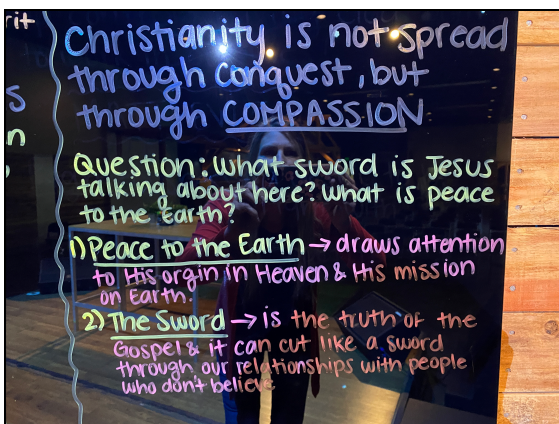 rit
s
n
Christianity is not spread
through conquest, but
through COMPASSION
Question: what sword is Jesus
talking about here? what is peace
to the Earth?
1) Peace to the Earth → draws attention
to His orgin in Heaven & His mission
on Earth.
2) The Sword → is the truth of the
Gospel & it can cut like a sword
through our relationships with people
who don't believe